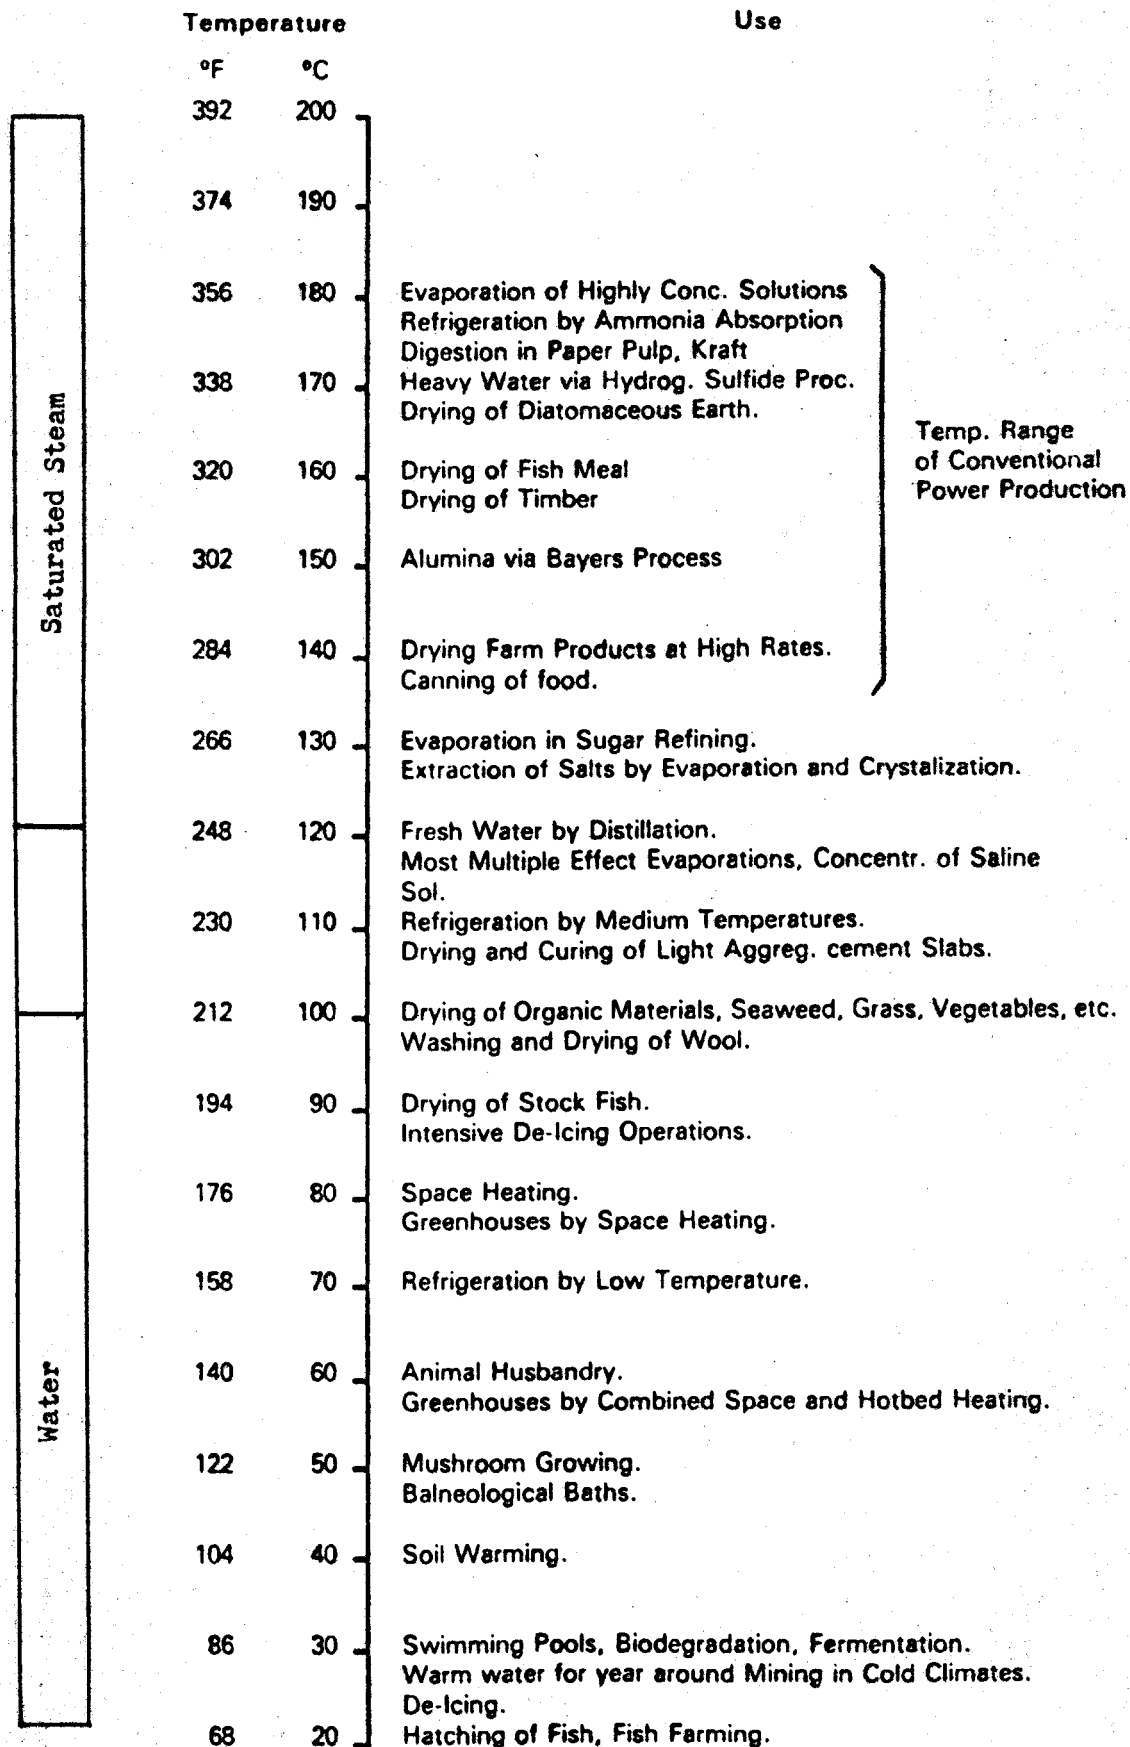 Temperature Use
°F °C
392 200
374 190
356 180 Evaporation of Highly Conc. Solutions
Refrigeration by Ammonia Absorption
Digestion in Paper Pulp, Kraft
338 170 Heavy Water via Hydrog. Sulfide Proc.
Drying of Diatomaceous Earth.
Temp. Range
of Conventional
Power Production
320 160 Drying of Fish Meal
Drying of Timber
302 150 Alumina via Bayers Process
284 140 Drying Farm Products at High Rates.
Canning of food.
266 130 Evaporation in Sugar Refining.
Extraction of Salts by Evaporation and Crystalization.
248 120 Fresh Water by Distillation.
Most Multiple Effect Evaporations, Concentr. of Saline
Sol.
230 110 Refrigeration by Medium Temperatures.
Drying and Curing of Light Aggreg. cement Slabs.
212 100 Drying of Organic Materials, Seaweed, Grass, Vegetables, etc.
Washing and Drying of Wool.
194 90 Drying of Stock Fish.
Intensive De-Icing Operations.
176 80 Space Heating.
Greenhouses by Space Heating.
158 70 Refrigeration by Low Temperature.
140 60 Animal Husbandry.
Greenhouses by Combined Space and Hotbed Heating.
122 50 Mushroom Growing.
Balneological Baths.
104 40 Soil Warming.
86 30 Swimming Pools, Biodegradation, Fermentation.
Warm water for year around Mining in Cold Climates.
De-Icing.
68 20 Hatching of Fish, Fish Farming.
Saturated Steam
Water